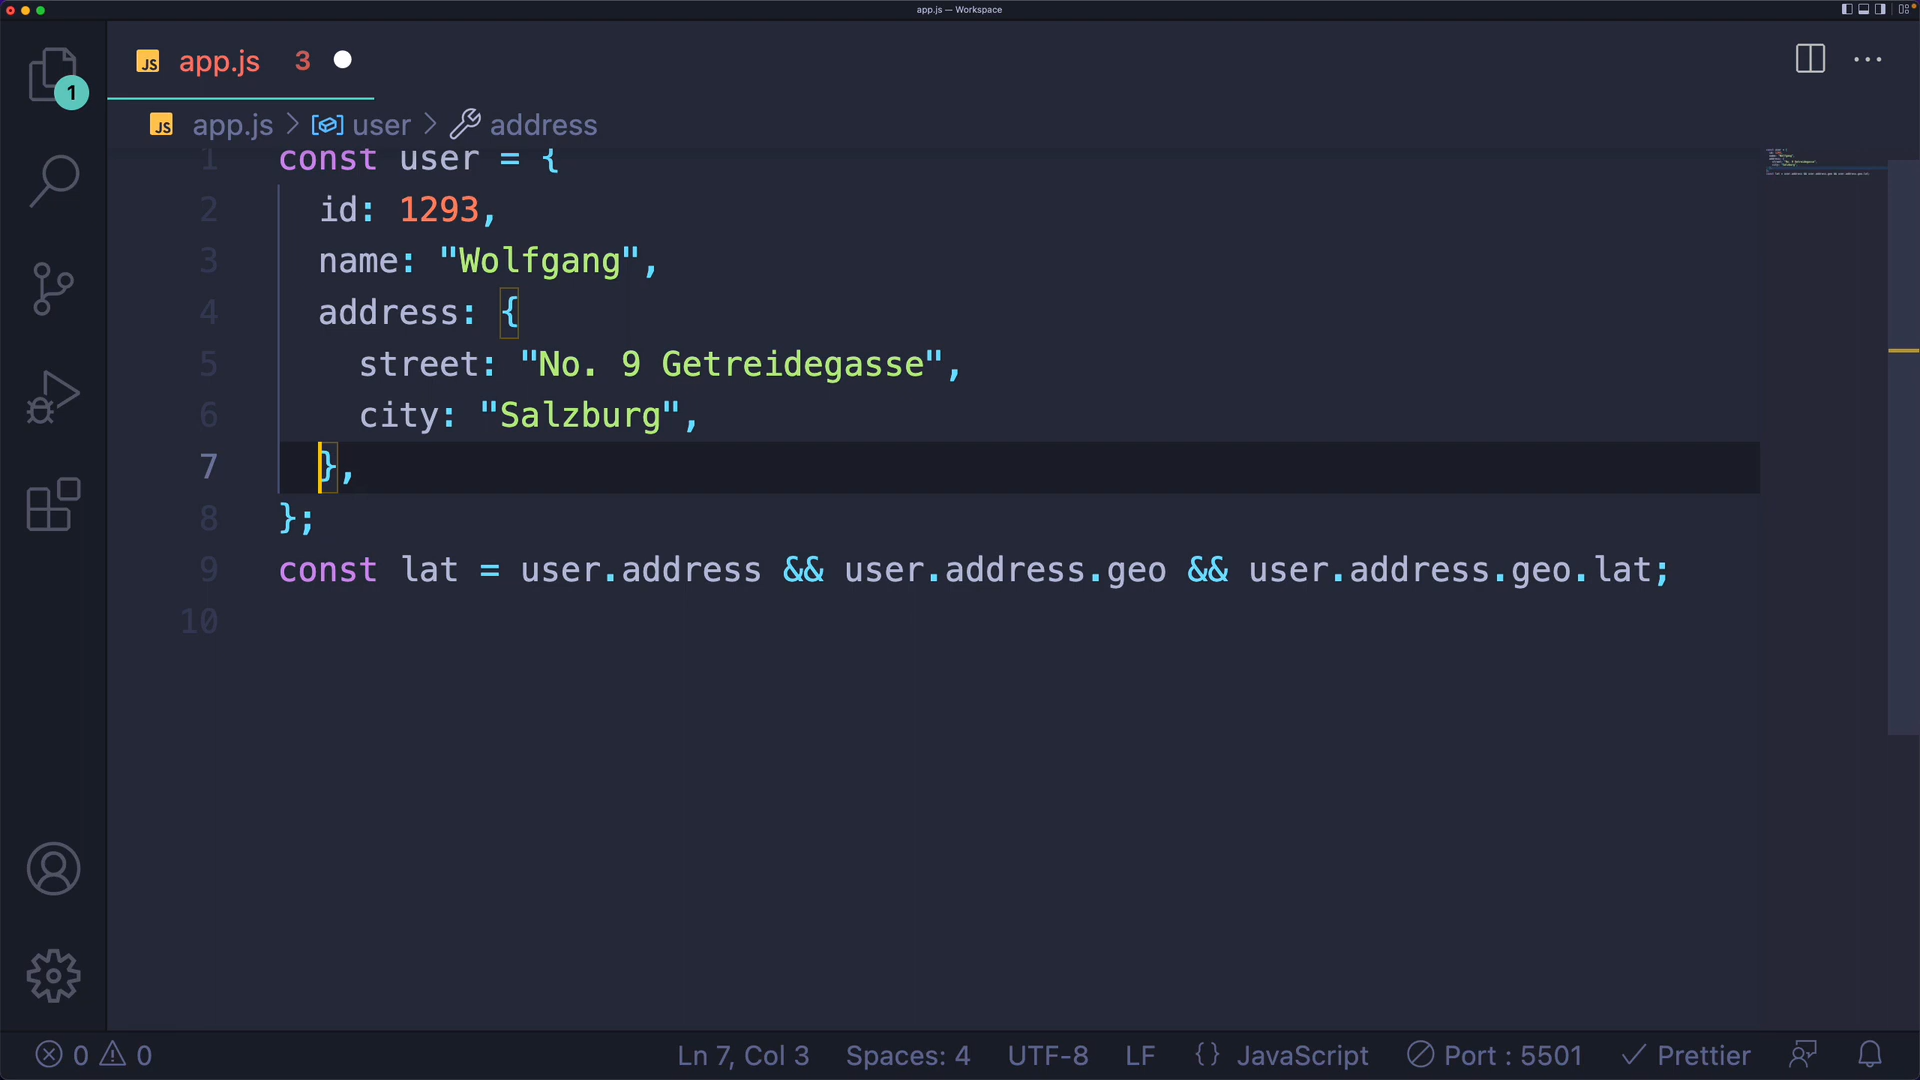 app.js — Workspace
JS app.js 3
1
JS app.js > user > address
1 const user = {
2 id: 1293,
3 name: "Wolfgang",
4 address: {
5 street: "No. 9 Getreidegasse",
6 city: "Salzburg",
7 },
8 };
9 const lat = user.address && user.address.geo && user.address.geo.lat;
10
0 0 Ln 7, Col 3 Spaces: 4 UTF-8 LF {} JavaScript Port : 5501 Prettier